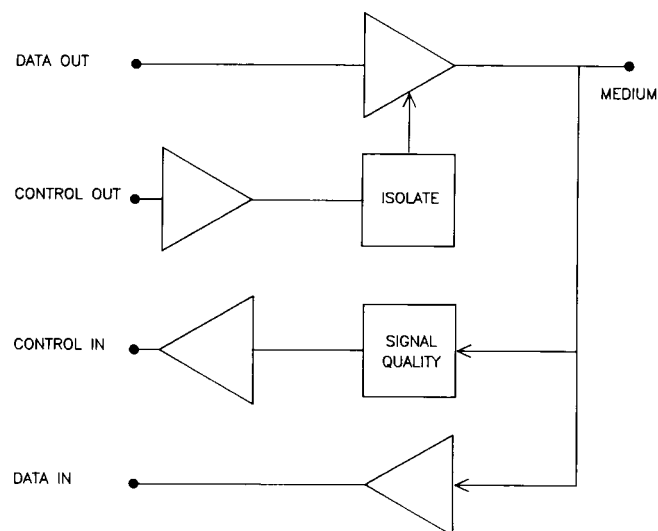 DATA OUT
MEDIUM
CONTROL OUT
ISOLATE
CONTROL IN
SIGNAL
QUALITY
DATA IN